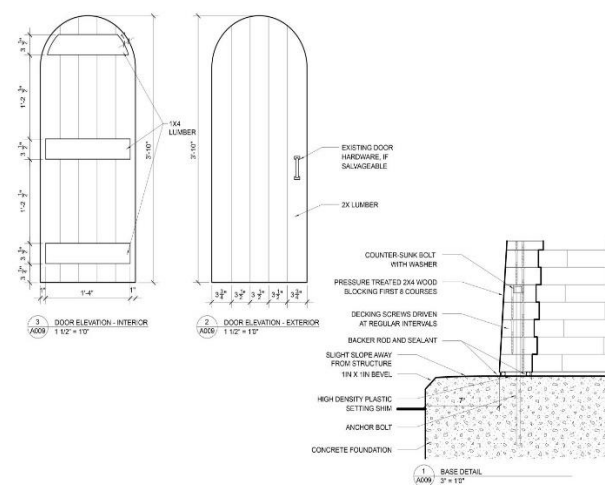 3 1/2"
1'-2 1/2"
3 1/2"
1'-2 1/2"
3 1/2"
3 1/2"
1"
1'-4"
1"
3'-10"
1X4
LUMBER
3'-10"
3 3/4"
3 1/2"
3 1/2"
3 1/2"
3 3/4"
EXISTING DOOR
HARDWARE, IF
SALVAGEABLE
2X LUMBER
3
A009
DOOR ELEVATION - INTERIOR
1 1/2" = 1'0"
2
A009
DOOR ELEVATION - EXTERIOR
1 1/2" = 1'0"
COUNTER-SUNK BOLT
WITH WASHER
PRESSURE TREATED 2X4 WOOD
BLOCKING FIRST 8 COURSES
DECKING SCREWS DRIVEN
AT REGULAR INTERVALS
BACKER ROD AND SEALANT
SLIGHT SLOPE AWAY
FROM STRUCTURE
1IN X 1IN BEVEL
HIGH DENSITY PLASTIC
SETTING SHIM
7"
ANCHOR BOLT
CONCRETE FOUNDATION
1
A009
BASE DETAIL
3" = 1'0"